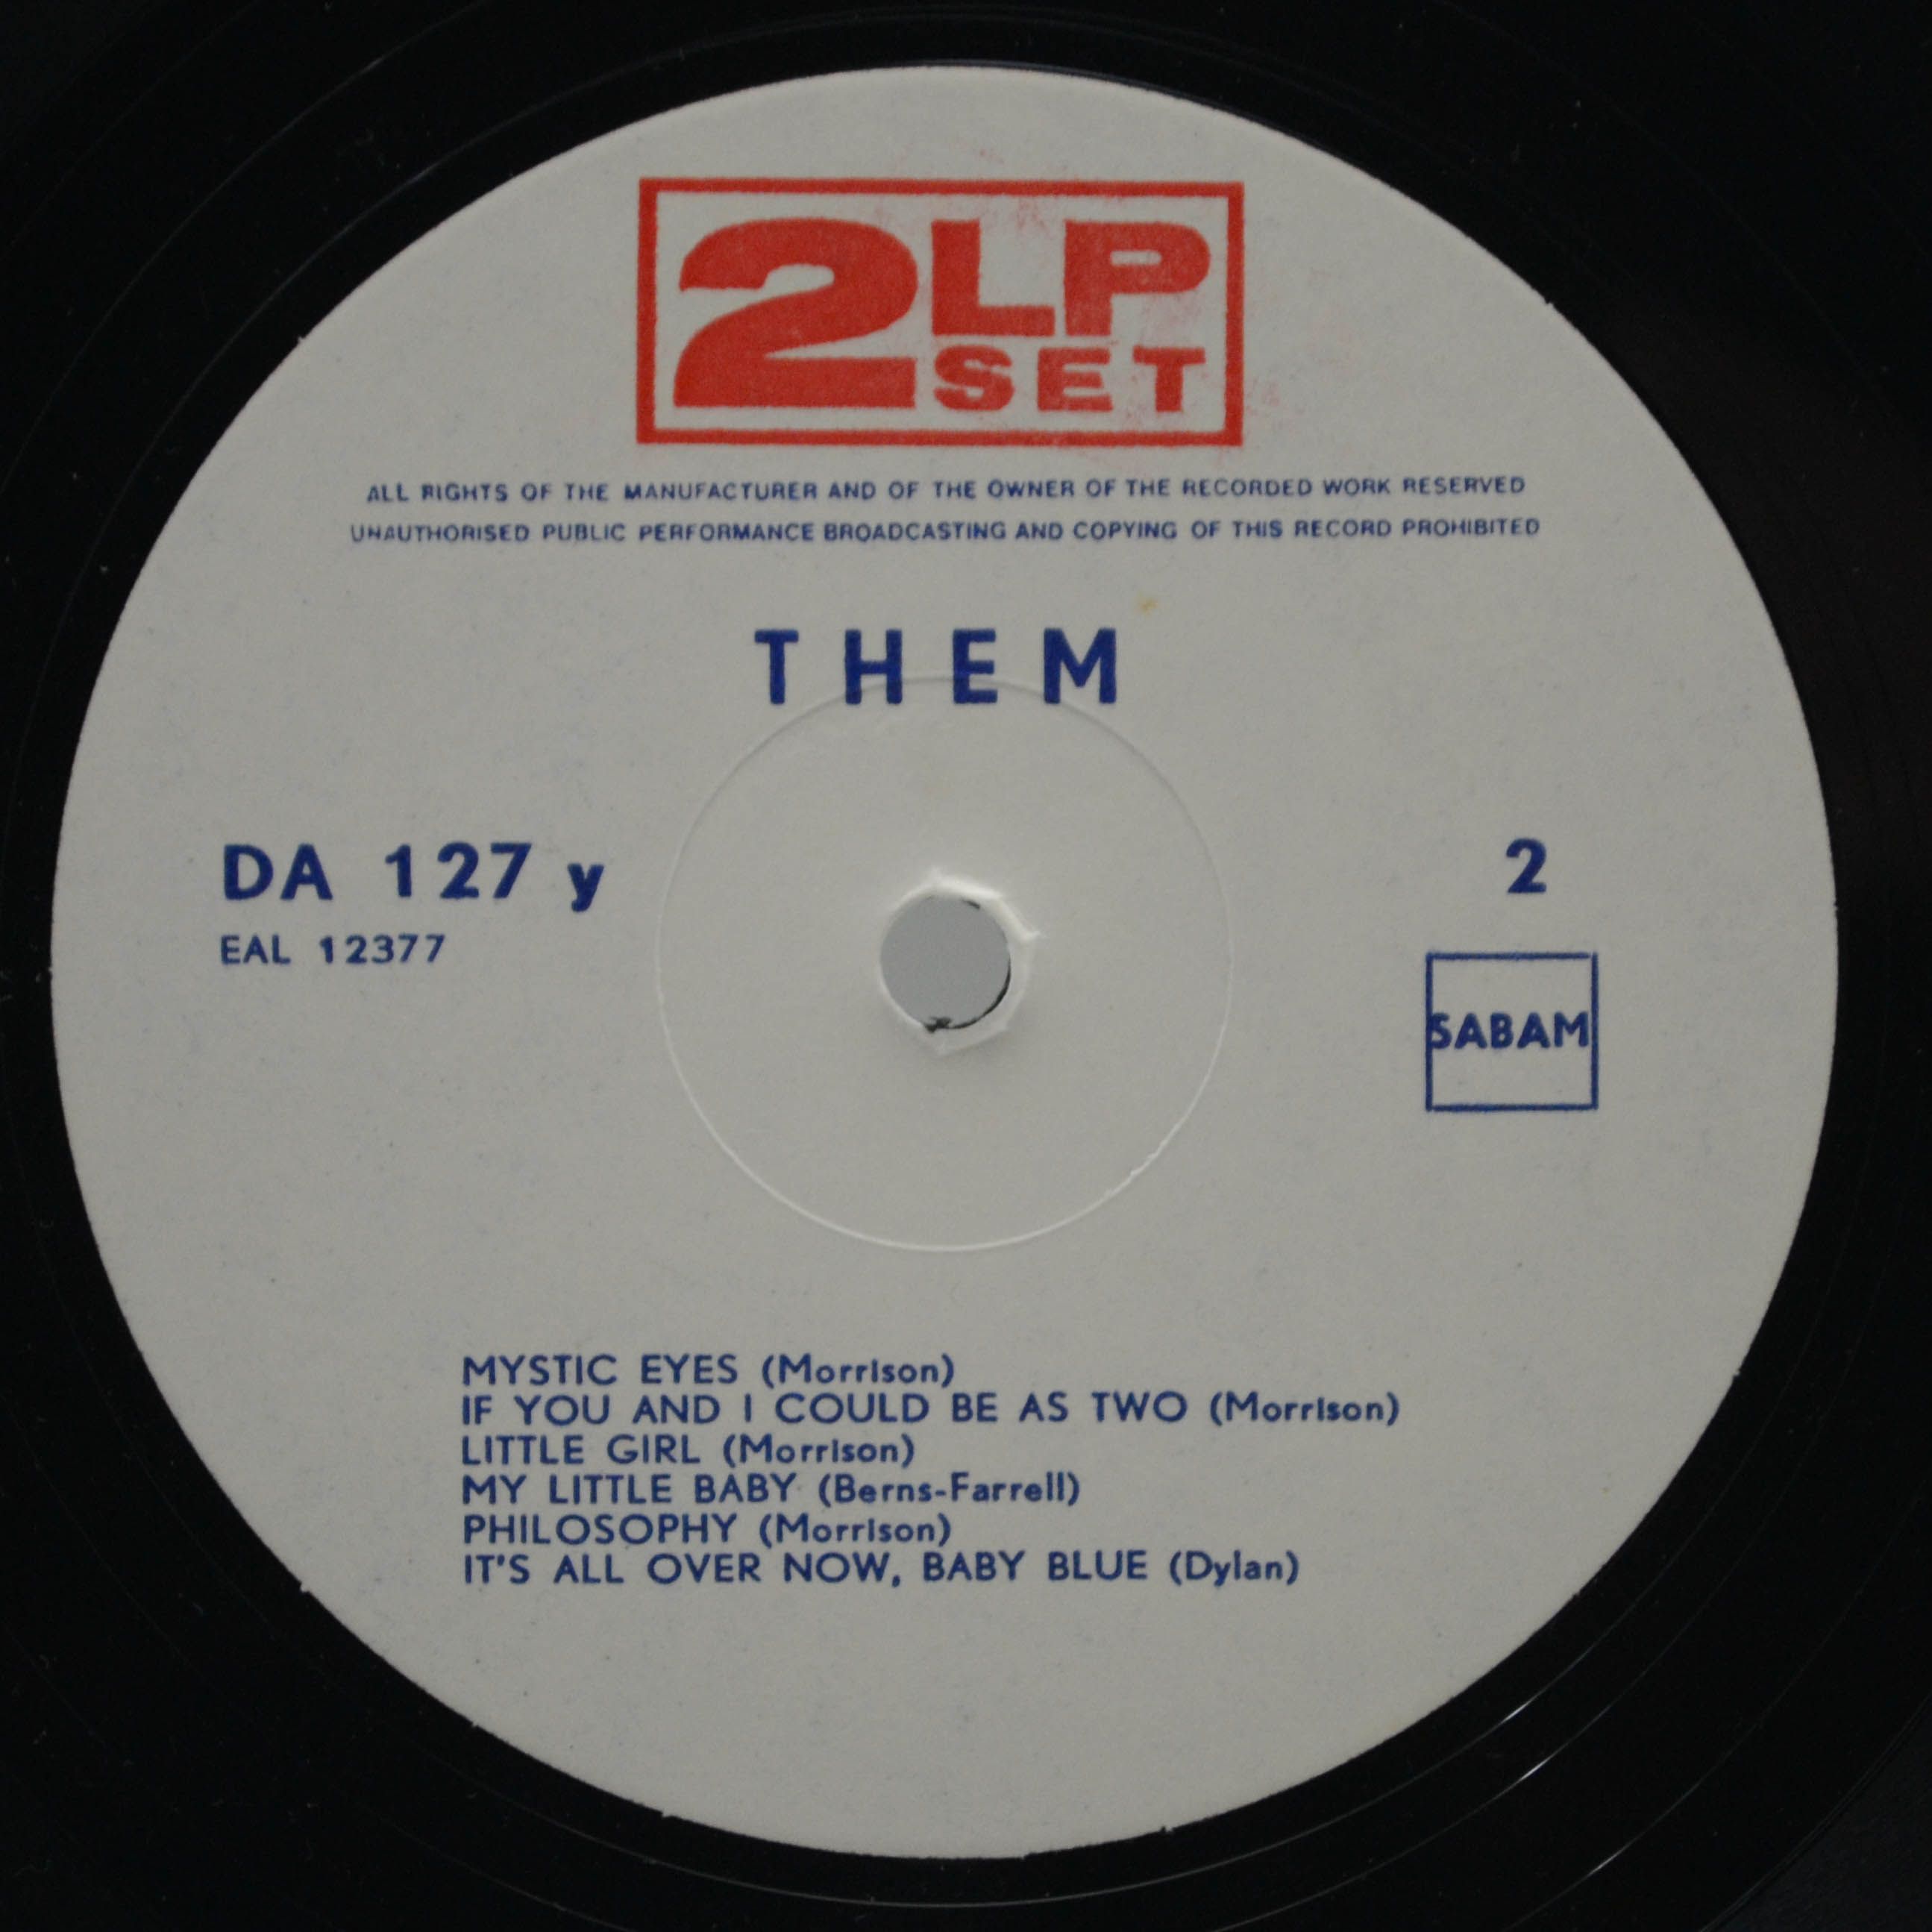 2 LP
SET
ALL RIGHTS OF THE MANUFACTURER AND OF THE OWNER OF THE RECORDED WORK RESERVED
UNAUTHORISED PUBLIC PERFORMANCE BROADCASTING AND COPYING OF THIS RECORD PROHIBITED
THEM
DA 127 y
EAL 12377
2
SABAM
MYSTIC EYES (Morrison)
IF YOU AND I COULD BE AS TWO (Morrison)
LITTLE GIRL (Morrison)
MY LITTLE BABY (Berns-Farrell)
PHILOSOPHY (Morrison)
IT'S ALL OVER NOW, BABY BLUE (Dylan)